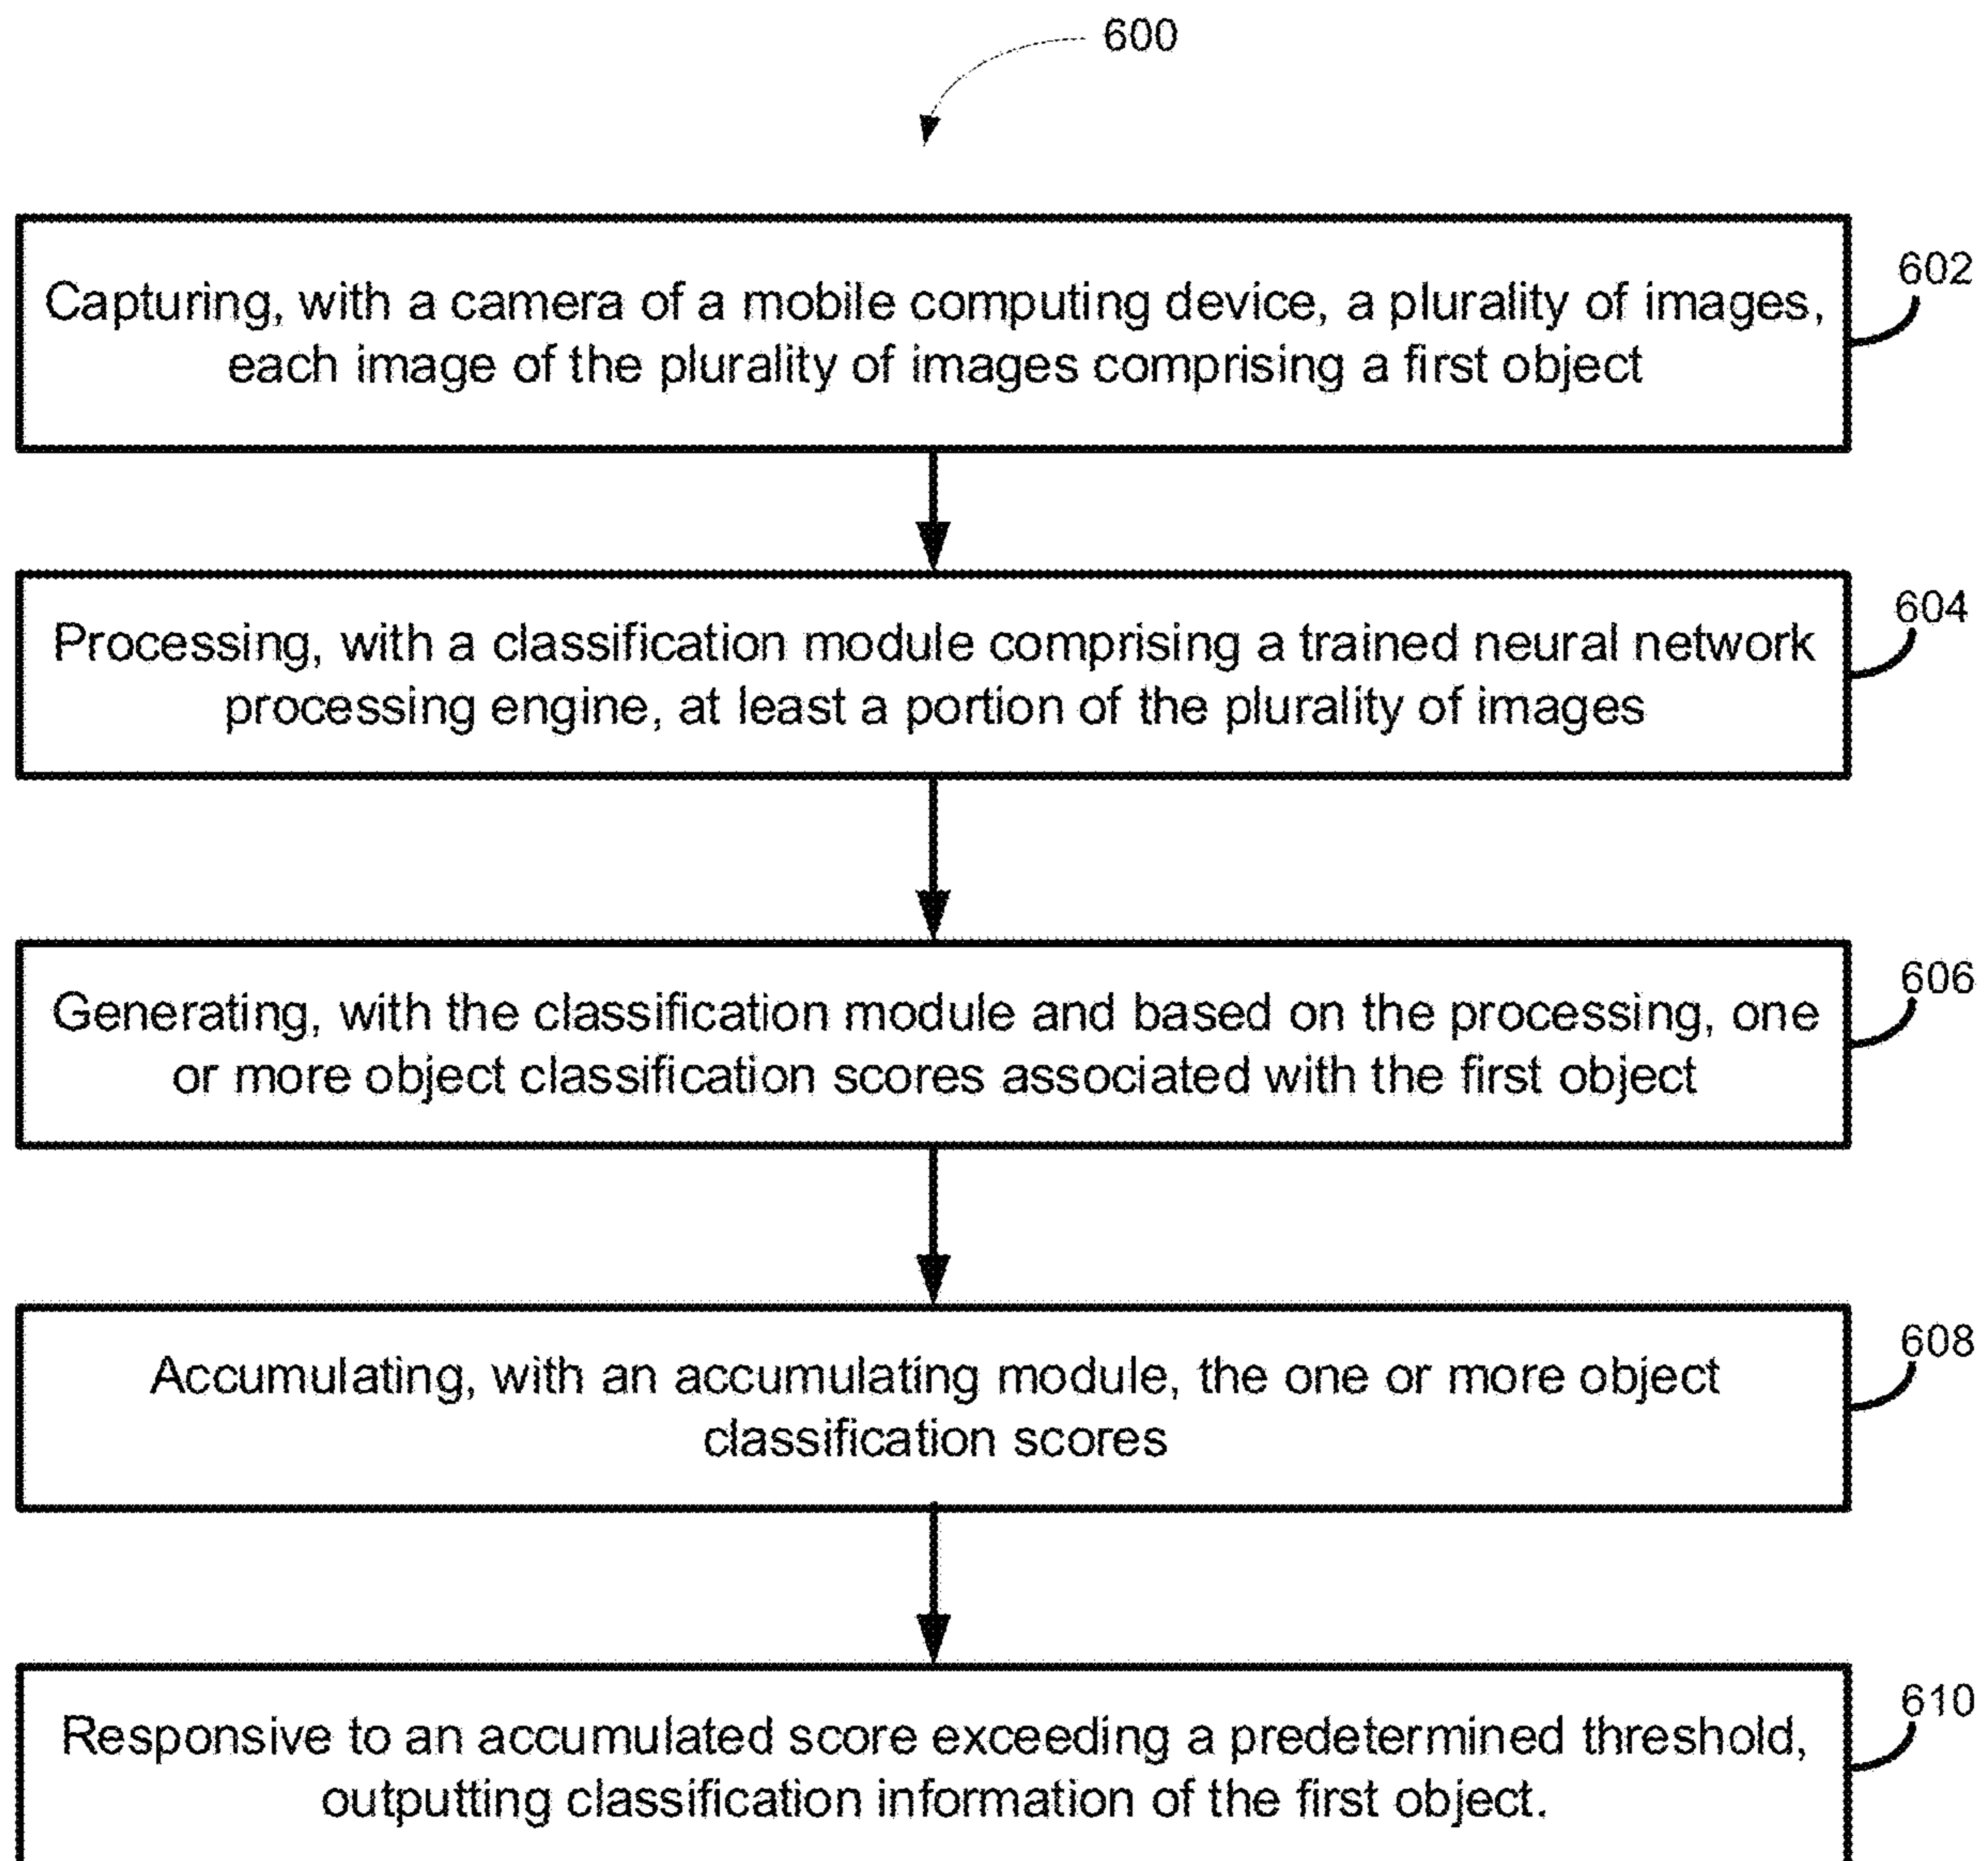 600
Capturing, with a camera of a mobile computing device, a plurality of images,
each image of the plurality of images comprising a first object
602
Processing, with a classification module comprising a trained neural network
processing engine, at least a portion of the plurality of images
604
Generating, with the classification module and based on the processing, one
or more object classification scores associated with the first object
606
Accumulating, with an accumulating module, the one or more object
classification scores
608
Responsive to an accumulated score exceeding a predetermined threshold,
outputting classification information of the first object.
610